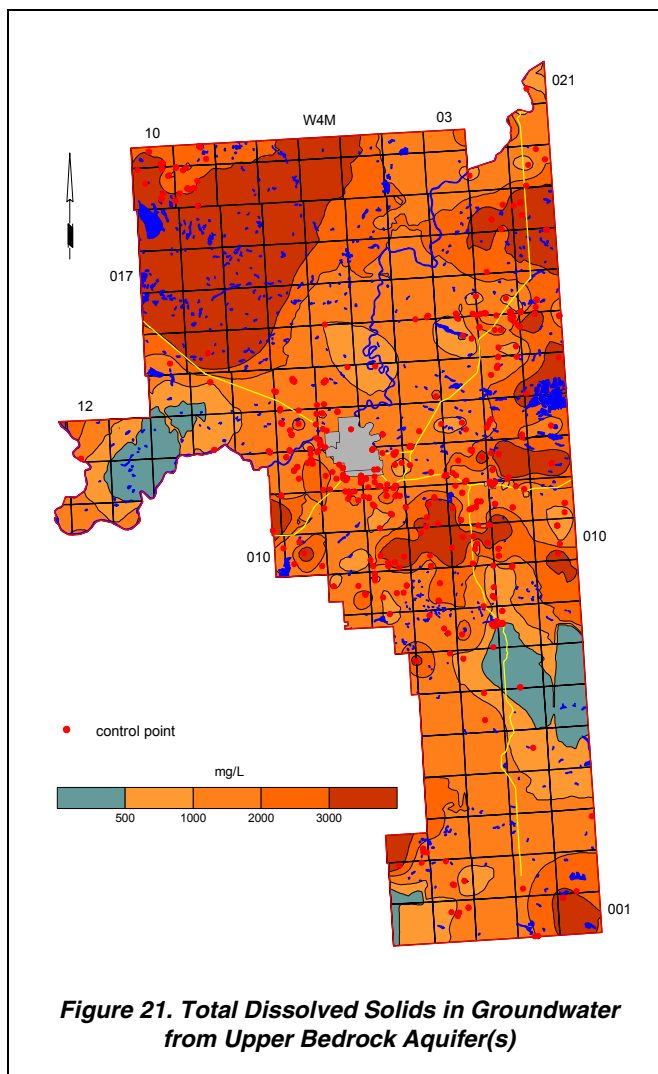 021
W4M
03
10
017
12
010
010
control point
mg/L
500 1000 2000 3000
001
Figure 21. Total Dissolved Solids in Groundwater
from Upper Bedrock Aquifer(s)